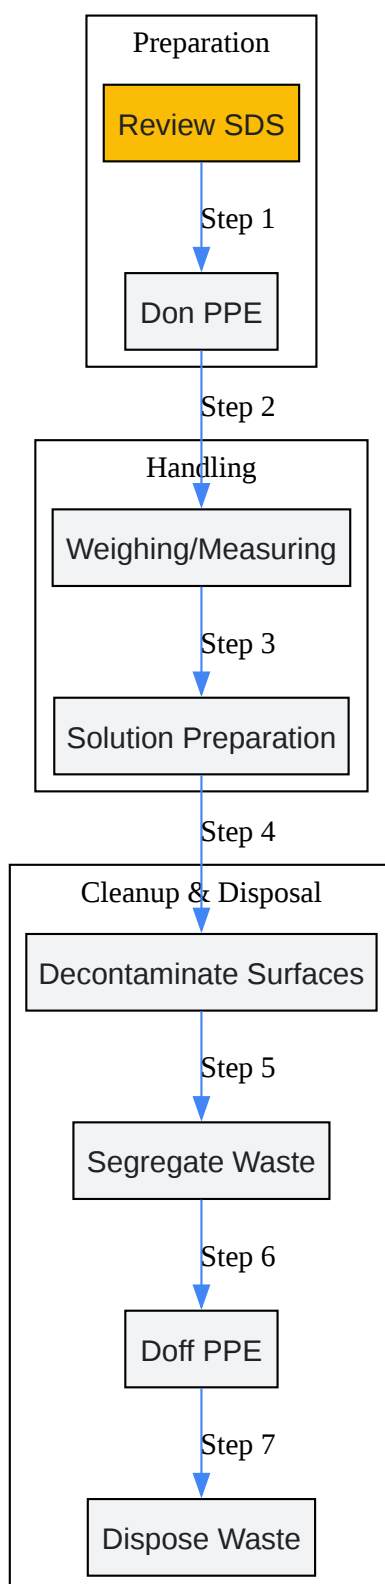 Preparation
Review SDS
Step 1
Don PPE
Step 2
Handling
Weighing/Measuring
Step 3
Solution Preparation
Step 4
Cleanup & Disposal
Decontaminate Surfaces
Step 5
Segregate Waste
Step 6
Doff PPE
Step 7
Dispose Waste